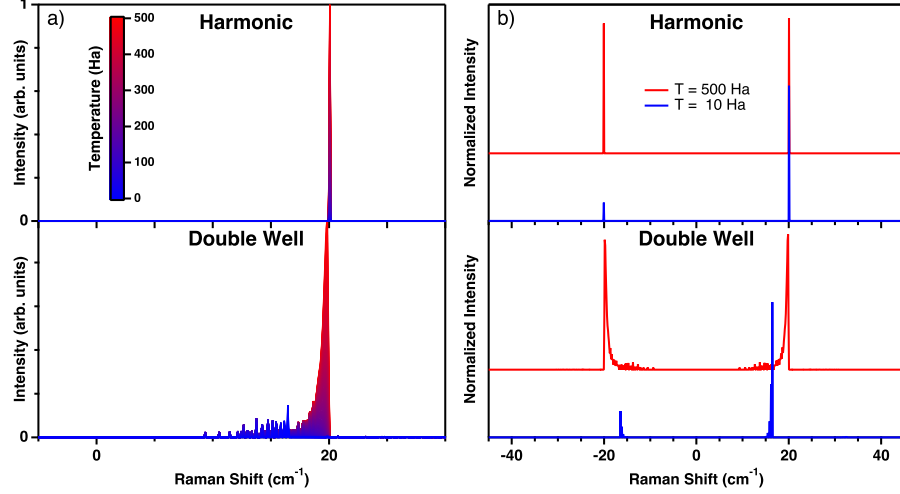 a)
Harmonic
1
0
Intensity (arb. units)
Temperature (Ha)
500
400
300
200
100
0
Double Well
0
Intensity (arb. units)
0
20
Raman Shift (cm-1)
b)
Harmonic
Normalized Intensity
T = 500 Ha
T = 10 Ha
Double Well
Normalized Intensity
-40
-20
0
20
40
Raman Shift (cm-1)